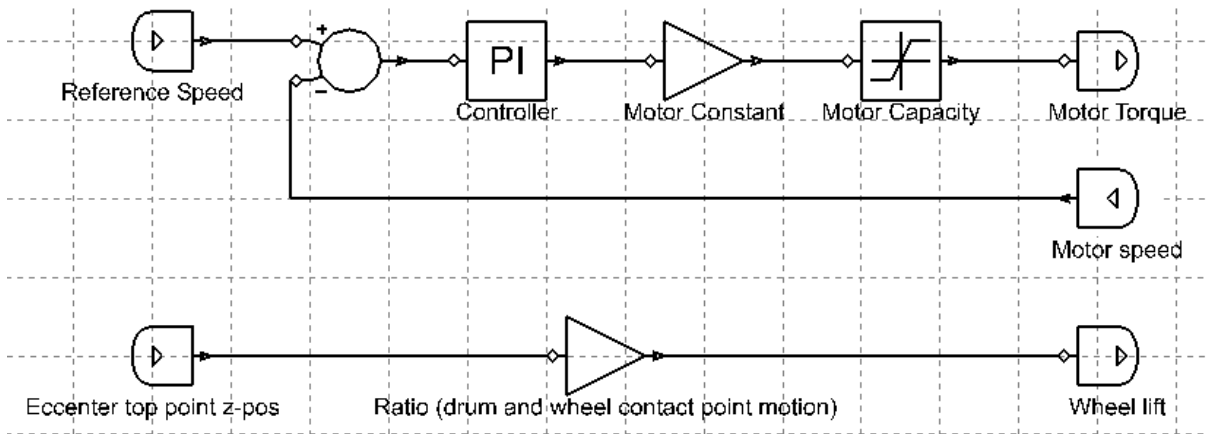 +
PI
−
Reference Speed
Controller
Motor Constant
Motor Capacity
Motor Torque
Motor speed
Eccenter top point z-pos
Ratio (drum and wheel contact point motion)
Wheel lift